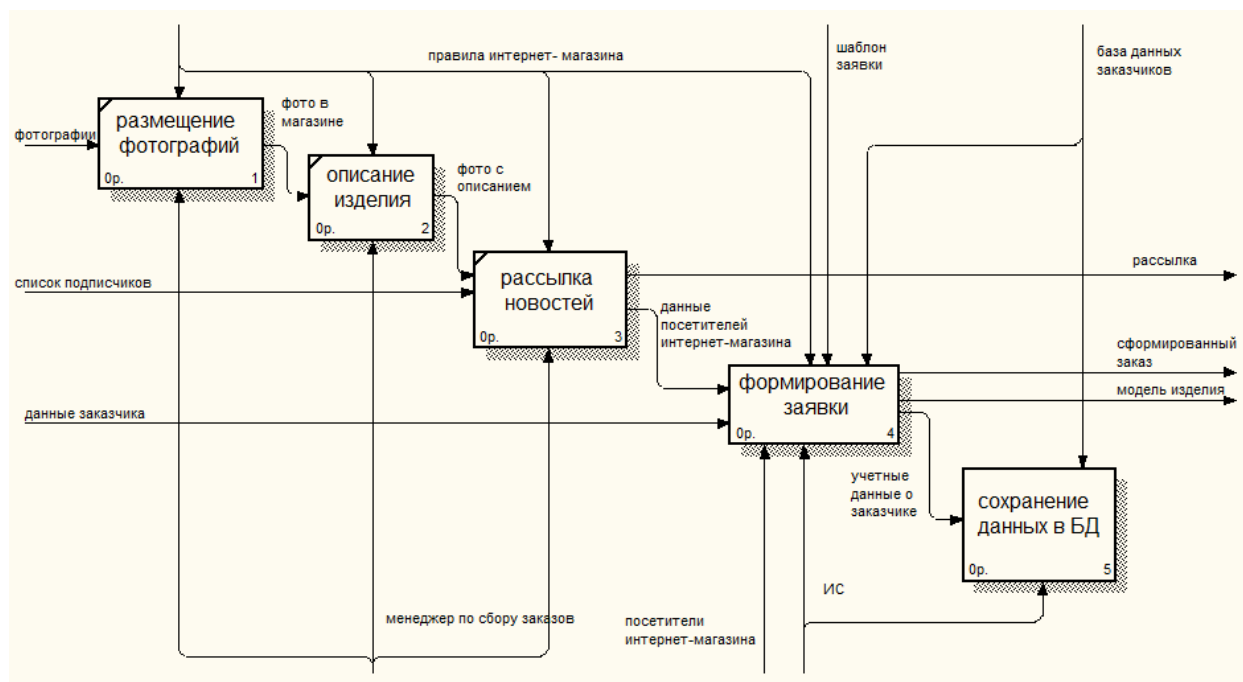 правила интернет- магазина
шаблон
заявки
база данных
заказчиков
фотографии
размещение
фотографий
0р.
1
фото в
магазине
описание
изделия
0р.
2
фото с
описанием
список подписчиков
рассылка
новостей
0р.
3
рассылка
данные
посетителей
интернет-магазина
сформированный
заказ
модель изделия
данные заказчика
формирование
заявки
0р.
4
учетные
данные о
заказчике
сохранение
данных в БД
0р.
5
ИС
менеджер по сбору заказов
посетители
интернет-магазина